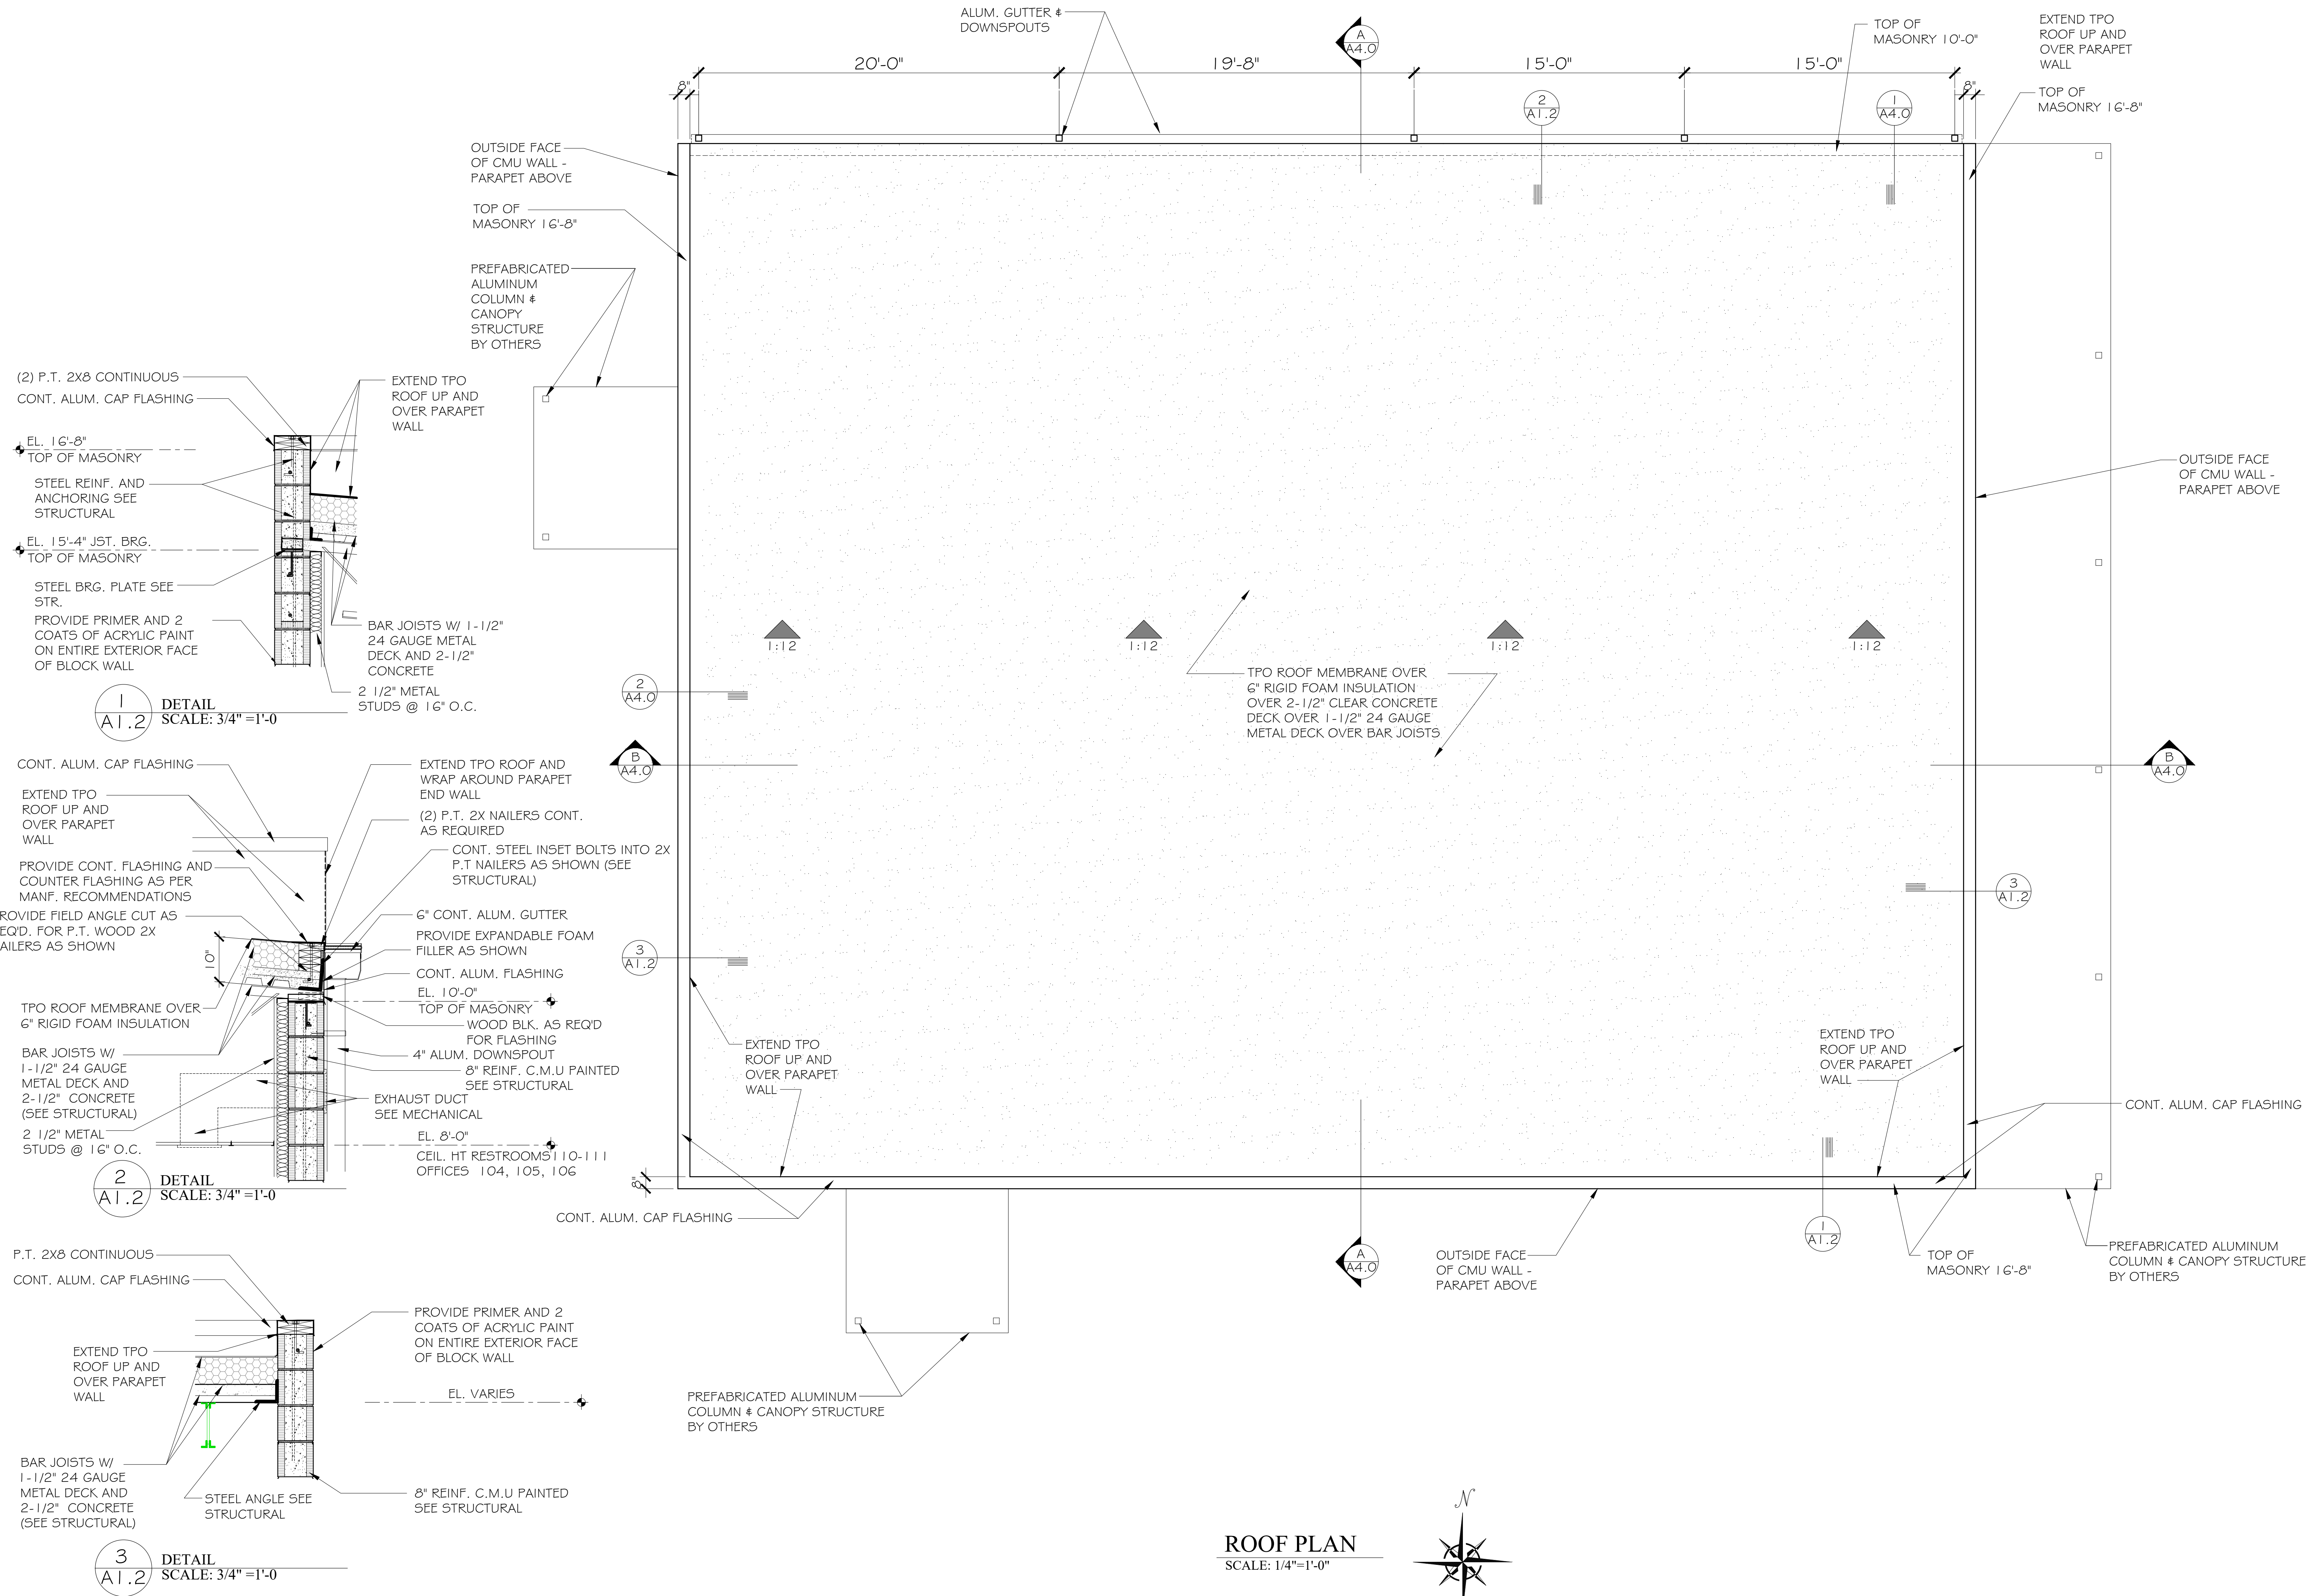 ALUM. GUTTER &
DOWNSPOUTS
A
A4.0
TOP OF
MASONRY 10'-0"
EXTEND TPO
ROOF UP AND
OVER PARAPET
WALL
20'-0"
19'-8"
15'-0"
15'-0"
8"
8"
2
A1.2
1
A4.0
TOP OF
MASONRY 16'-8"
OUTSIDE FACE
OF CMU WALL -
PARAPET ABOVE
TOP OF
MASONRY 16'-8"
PREFABRICATED
ALUMINUM
COLUMN &
CANOPY
STRUCTURE
BY OTHERS
OUTSIDE FACE
OF CMU WALL -
PARAPET ABOVE
1:12
1:12
1:12
1:12
TPO ROOF MEMBRANE OVER
6" RIGID FOAM INSULATION
OVER 2-1/2" CLEAR CONCRETE
DECK OVER 1-1/2" 24 GAUGE
METAL DECK OVER BAR JOISTS
2
A4.0
B
A4.0
B
A4.0
3
A1.2
3
A1.2
EXTEND TPO
ROOF UP AND
OVER PARAPET
WALL
EXTEND TPO
ROOF UP AND
OVER PARAPET
WALL
CONT. ALUM. CAP FLASHING
8"
CONT. ALUM. CAP FLASHING
A
A4.0
OUTSIDE FACE
OF CMU WALL -
PARAPET ABOVE
1
A1.2
TOP OF
MASONRY 16'-8"
PREFABRICATED ALUMINUM
COLUMN & CANOPY STRUCTURE
BY OTHERS
PREFABRICATED ALUMINUM
COLUMN & CANOPY STRUCTURE
BY OTHERS
ROOF PLAN
SCALE: 1/4"=1'-0"
N
(2) P.T. 2X8 CONTINUOUS
CONT. ALUM. CAP FLASHING
EXTEND TPO
ROOF UP AND
OVER PARAPET
WALL
EL. 16'-8"
TOP OF MASONRY
STEEL REINF. AND
ANCHORING SEE
STRUCTURAL
EL. 15'-4" JST. BRG.
TOP OF MASONRY
STEEL BRG. PLATE SEE
STR.
PROVIDE PRIMER AND 2
COATS OF ACRYLIC PAINT
ON ENTIRE EXTERIOR FACE
OF BLOCK WALL
BAR JOISTS W/ 1-1/2"
24 GAUGE METAL
DECK AND 2-1/2"
CONCRETE
2 1/2" METAL
STUDS @ 16" O.C.
1
A1.2
DETAIL
SCALE: 3/4" =1'-0
CONT. ALUM. CAP FLASHING
EXTEND TPO
ROOF UP AND
OVER PARAPET
WALL
PROVIDE CONT. FLASHING AND
COUNTER FLASHING AS PER
MANF. RECOMMENDATIONS
ROVIDE FIELD ANGLE CUT AS
EQ'D. FOR P.T. WOOD 2X
AILERS AS SHOWN
10"
TPO ROOF MEMBRANE OVER
6" RIGID FOAM INSULATION
BAR JOISTS W/
1-1/2" 24 GAUGE
METAL DECK AND
2-1/2" CONCRETE
(SEE STRUCTURAL)
2 1/2" METAL
STUDS @ 16" O.C.
EXTEND TPO ROOF AND
WRAP AROUND PARAPET
END WALL
(2) P.T. 2X NAILERS CONT.
AS REQUIRED
CONT. STEEL INSET BOLTS INTO 2X
P.T NAILERS AS SHOWN (SEE
STRUCTURAL)
6" CONT. ALUM. GUTTER
PROVIDE EXPANDABLE FOAM
FILLER AS SHOWN
CONT. ALUM. FLASHING
EL. 10'-0"
TOP OF MASONRY
WOOD BLK. AS REQ'D
FOR FLASHING
4" ALUM. DOWNSPOUT
8" REINF. C.M.U PAINTED
SEE STRUCTURAL
EXHAUST DUCT
SEE MECHANICAL
EL. 8'-0"
CEIL. HT RESTROOMS110-111
OFFICES 104, 105, 106
2
A1.2
DETAIL
SCALE: 3/4" =1'-0
P.T. 2X8 CONTINUOUS
CONT. ALUM. CAP FLASHING
EXTEND TPO
ROOF UP AND
OVER PARAPET
WALL
PROVIDE PRIMER AND 2
COATS OF ACRYLIC PAINT
ON ENTIRE EXTERIOR FACE
OF BLOCK WALL
EL. VARIES
BAR JOISTS W/
1-1/2" 24 GAUGE
METAL DECK AND
2-1/2" CONCRETE
(SEE STRUCTURAL)
STEEL ANGLE SEE
STRUCTURAL
8" REINF. C.M.U PAINTED
SEE STRUCTURAL
3
A1.2
DETAIL
SCALE: 3/4" =1'-0